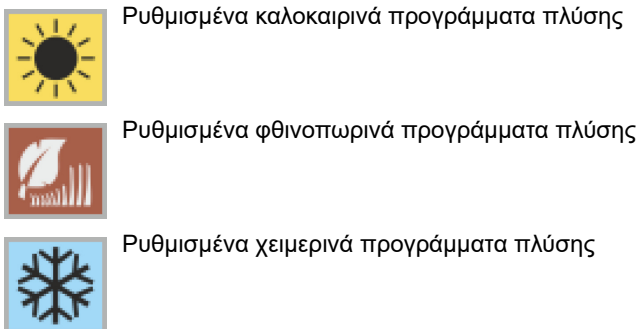 Ρυθμισμένα καλοκαιρινά προγράμματα πλύσης
Ρυθμισμένα φθινοπωρινά προγράμματα πλύσης
Ρυθμισμένα χειμερινά προγράμματα πλύσης